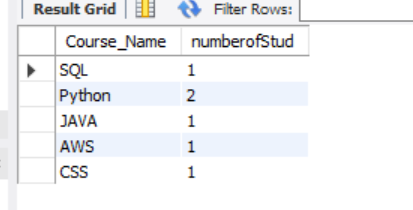 Result Grid Filter Rows:
Course_Name numberofStud
SQL 1
Python 2
JAVA 1
AWS 1
CSS 1